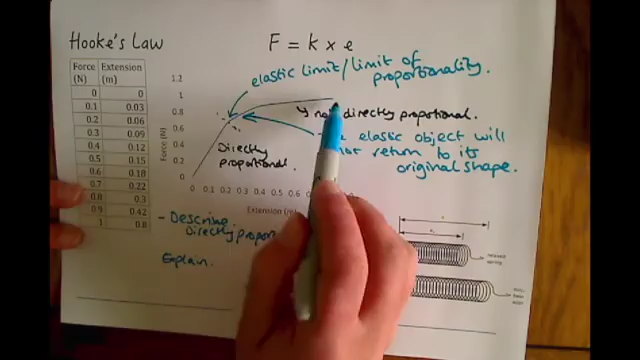 Hooke's Law
F = k x e
Force (N) Extension (m)
0 0
0.1 0.03
0.2 0.06
0.3 0.09
0.4 0.12
0.5 0.15
0.6 0.18
0.7 0.22
0.8 0.3
0.9 0.42
1 0.8
elastic limit/limit of
proportionality.
1.2
1
0.8
0.6
0.4
0.2
0
Force (N)
0 0.1 0.2 0.3 0.4 0.5
Extension (m)
directly proportional.
Directly
proportional.
elastic object will
not return to its
original shape.
- Describe
Directly
Explain.